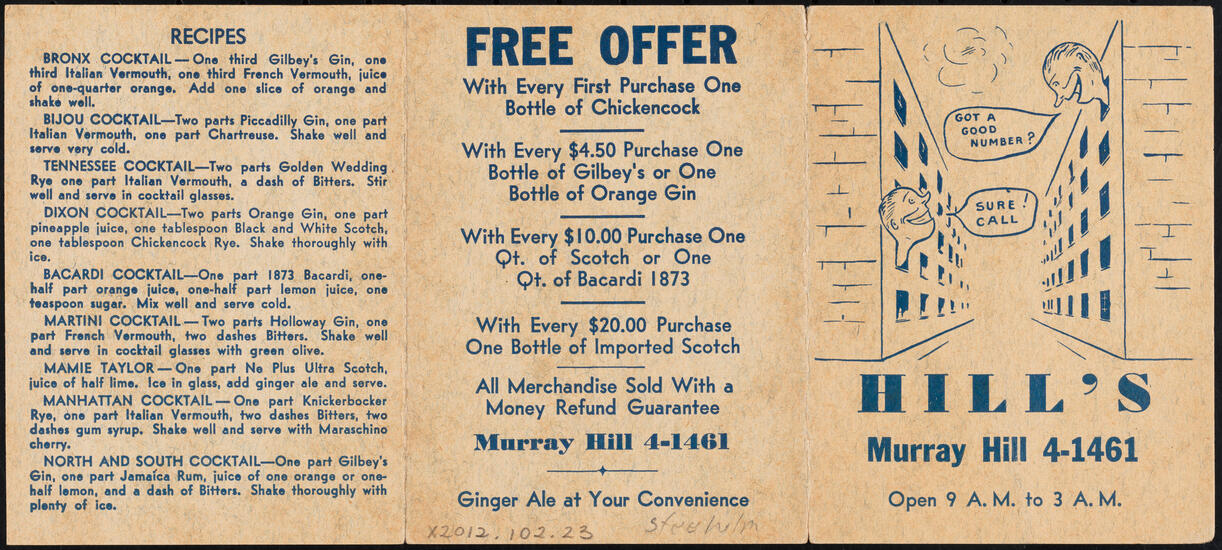 RECIPES
BRONX COCKTAIL—One third Gilbey's Gin, one
third Italian Vermouth, one third French Vermouth, juice
of one-quarter orange. Add one slice of orange and
shake well.
BIJOU COCKTAIL—Two parts Piccadilly Gin, one part
Italian Vermouth, one part Chartreuse. Shake well and
serve very cold.
TENNESSEE COCKTAIL—Two parts Golden Wedding
Rye one part Italian Vermouth, a dash of Bitters. Stir
well and serve in cocktail glasses.
DIXON COCKTAIL—Two parts Orange Gin, one part
pineapple juice, one tablespoon Black and White Scotch,
one tablespoon Chickencock Rye. Shake thoroughly with
ice.
BACARDI COCKTAIL—One part 1873 Bacardi, one-
half part orange juice, one-half part lemon juice, one
teaspoon sugar. Mix well and serve cold.
MARTINI COCKTAIL—Two parts Holloway Gin, one
part French Vermouth, two dashes Bitters. Shake well
and serve in cocktail glasses with green olive.
MAMIE TAYLOR—One part Ne Plus Ultra Scotch,
juice of half lime. Ice in glass, add ginger ale and serve.
MANHATTAN COCKTAIL—One part Knickerbocker
Rye, one part Italian Vermouth, two dashes Bitters, two
dashes gum syrup. Shake well and serve with Maraschino
cherry.
NORTH AND SOUTH COCKTAIL—One part Gilbey's
Gin, one part Jamaica Rum, juice of one orange or one-
half lemon, and a dash of Bitters. Shake thoroughly with
plenty of ice.
FREE OFFER
With Every First Purchase One
Bottle of Chickencock
With Every $4.50 Purchase One
Bottle of Gilbey's or One
Bottle of Orange Gin
With Every $10.00 Purchase One
Qt. of Scotch or One
Qt. of Bacardi 1873
With Every $20.00 Purchase
One Bottle of Imported Scotch
All Merchandise Sold With a
Money Refund Guarantee
Murray Hill 4-1461
Ginger Ale at Your Convenience
X2012.102.23
GOT A
GOOD
NUMBER?
SURE!
CALL
HILL'S
Murray Hill 4-1461
Open 9 A. M. to 3 A. M.